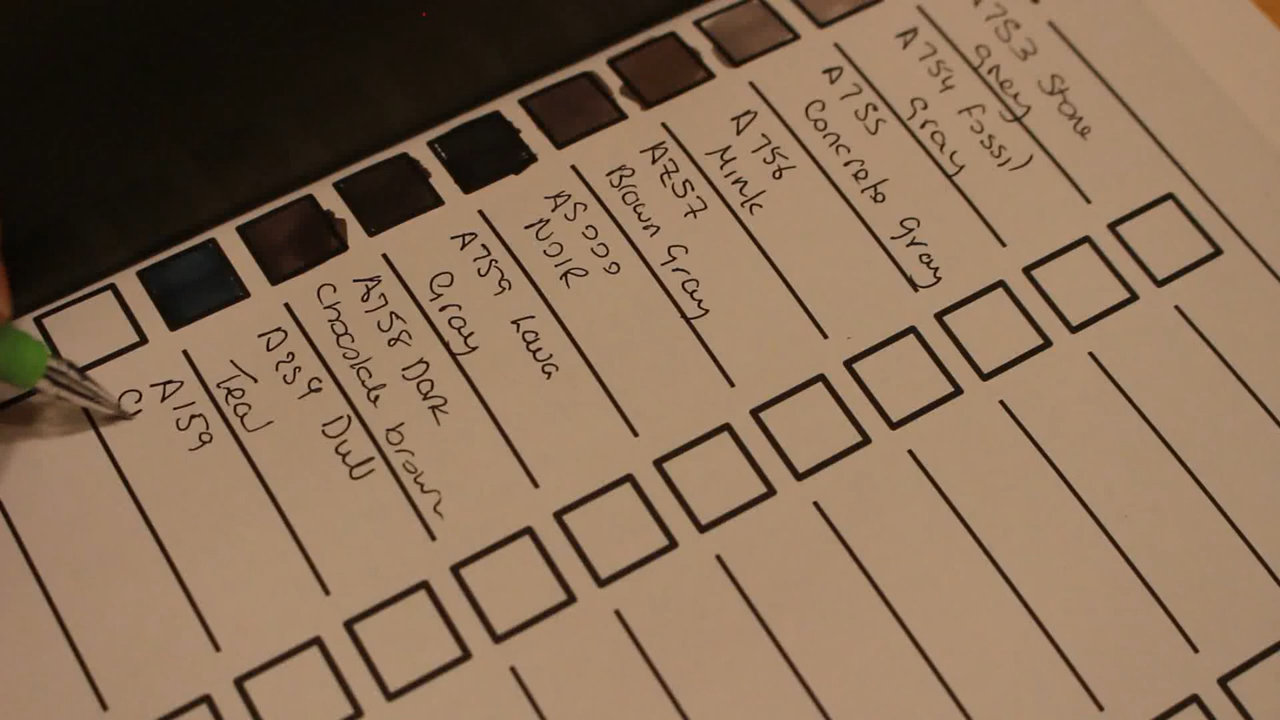 A753 Stone
grey
A754 Fossil
gray
A755
Concrete gray
A756
Mink
A757
Brown Gray
A5000
NOIR
A759 Lava
Gray
A758 Dark
Chocolate brown
A259 Dull
Teal
A159
G